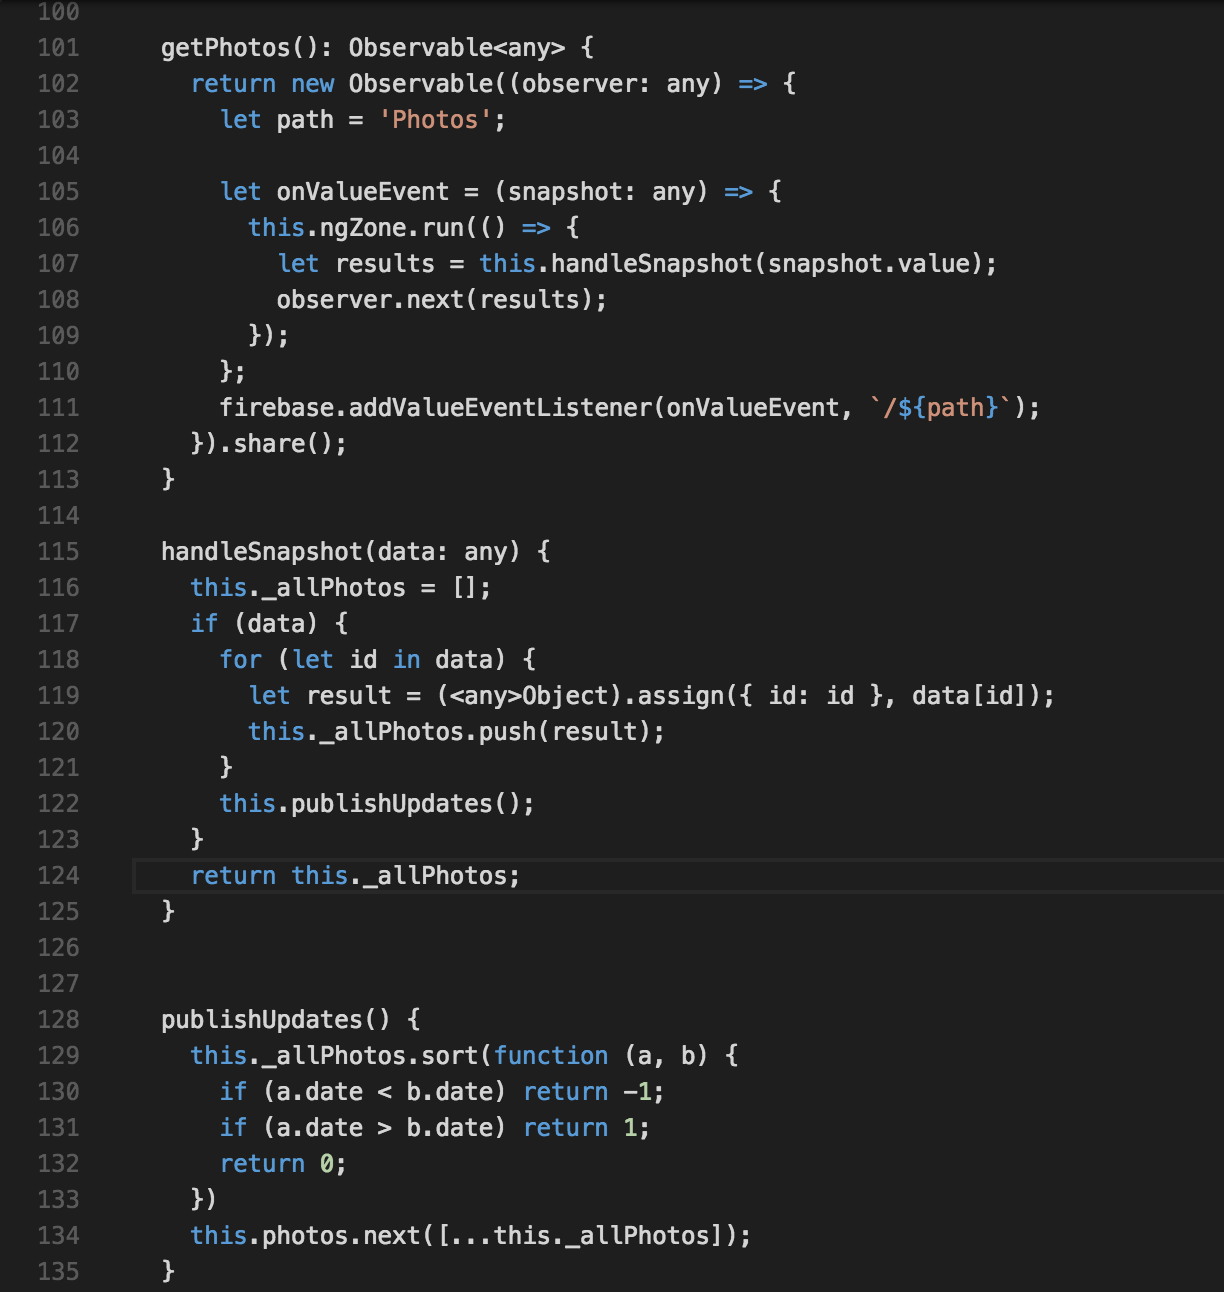 100
101 getPhotos(): Observable<any> {
102 return new Observable((observer: any) => {
103 let path = 'Photos';
104
105 let onValueEvent = (snapshot: any) => {
106 this.ngZone.run(() => {
107 let results = this.handleSnapshot(snapshot.value);
108 observer.next(results);
109 });
110 };
111 firebase.addValueEventListener(onValueEvent, `/${path}`);
112 }).share();
113 }
114
115 handleSnapshot(data: any) {
116 this._allPhotos = [];
117 if (data) {
118 for (let id in data) {
119 let result = (<any>Object).assign({ id: id }, data[id]);
120 this._allPhotos.push(result);
121 }
122 this.publishUpdates();
123 }
124 return this._allPhotos;
125 }
126
127
128 publishUpdates() {
129 this._allPhotos.sort(function (a, b) {
130 if (a.date < b.date) return -1;
131 if (a.date > b.date) return 1;
132 return 0;
133 })
134 this.photos.next([...this._allPhotos]);
135 }